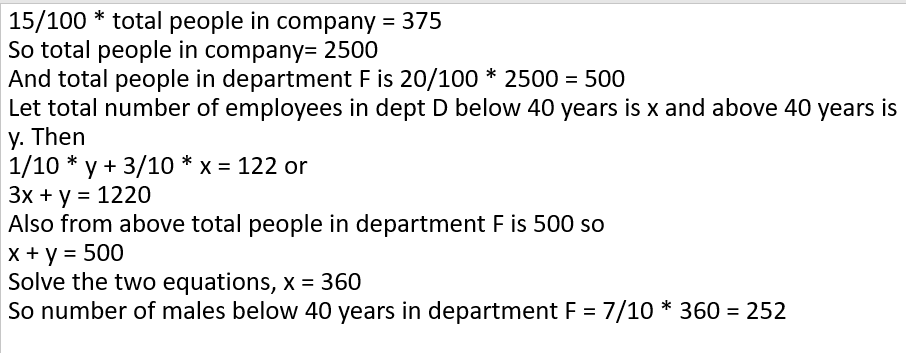 15/100 * total people in company = 375
So total people in company= 2500
And total people in department F is 20/100 * 2500 = 500
Let total number of employees in dept D below 40 years is x and above 40 years is
y. Then
1/10 * y + 3/10 * x = 122 or
3x + y = 1220
Also from above total people in department F is 500 so
x + y = 500
Solve the two equations, x = 360
So number of males below 40 years in department F = 7/10 * 360 = 252